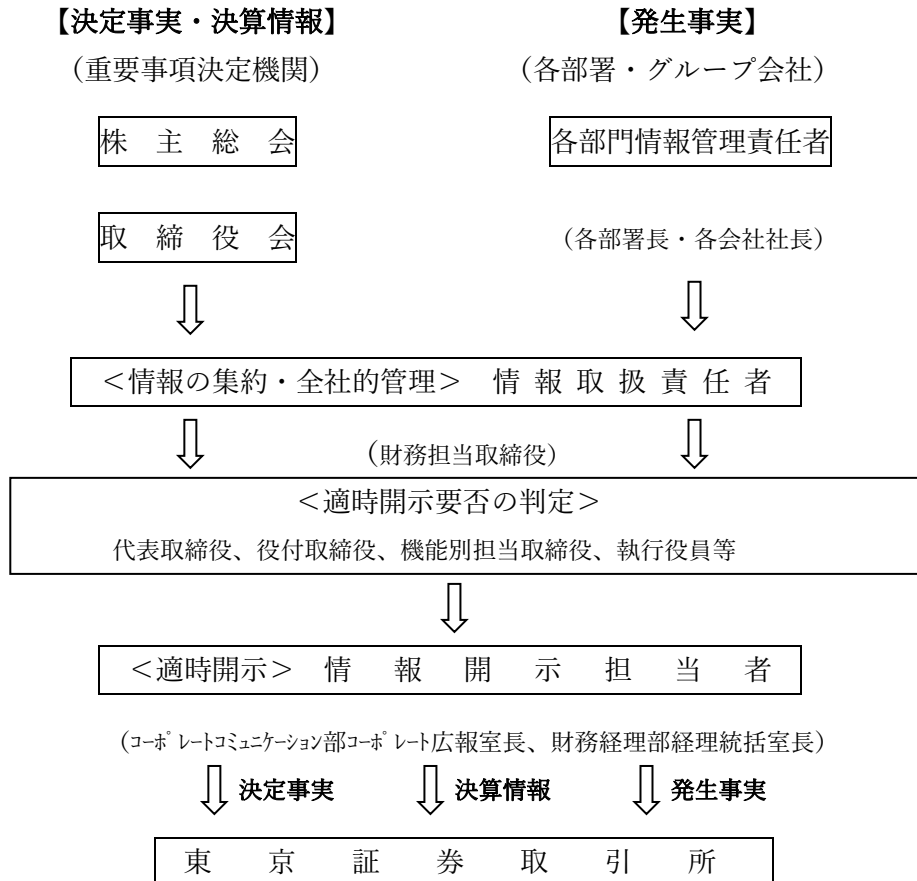 【決定事実・決算情報】 【発生事実】
（重要事項決定機関） （各部署・グループ会社）
株主総会 各部門情報管理責任者
取締役会 （各部署長・各会社社長）
＜情報の集約・全社的管理＞ 情報取扱責任者
（財務担当取締役）
＜適時開示要否の判定＞
代表取締役、役付取締役、機能別担当取締役、執行役員等
＜適時開示＞ 情報開示担当者
（ｺｰﾎﾟﾚｰﾄｺﾐｭﾆｹｰｼｮﾝ部ｺｰﾎﾟﾚｰﾄ広報室長、財務経理部経理統括室長）
決定事実 決算情報 発生事実
東京証券取引所